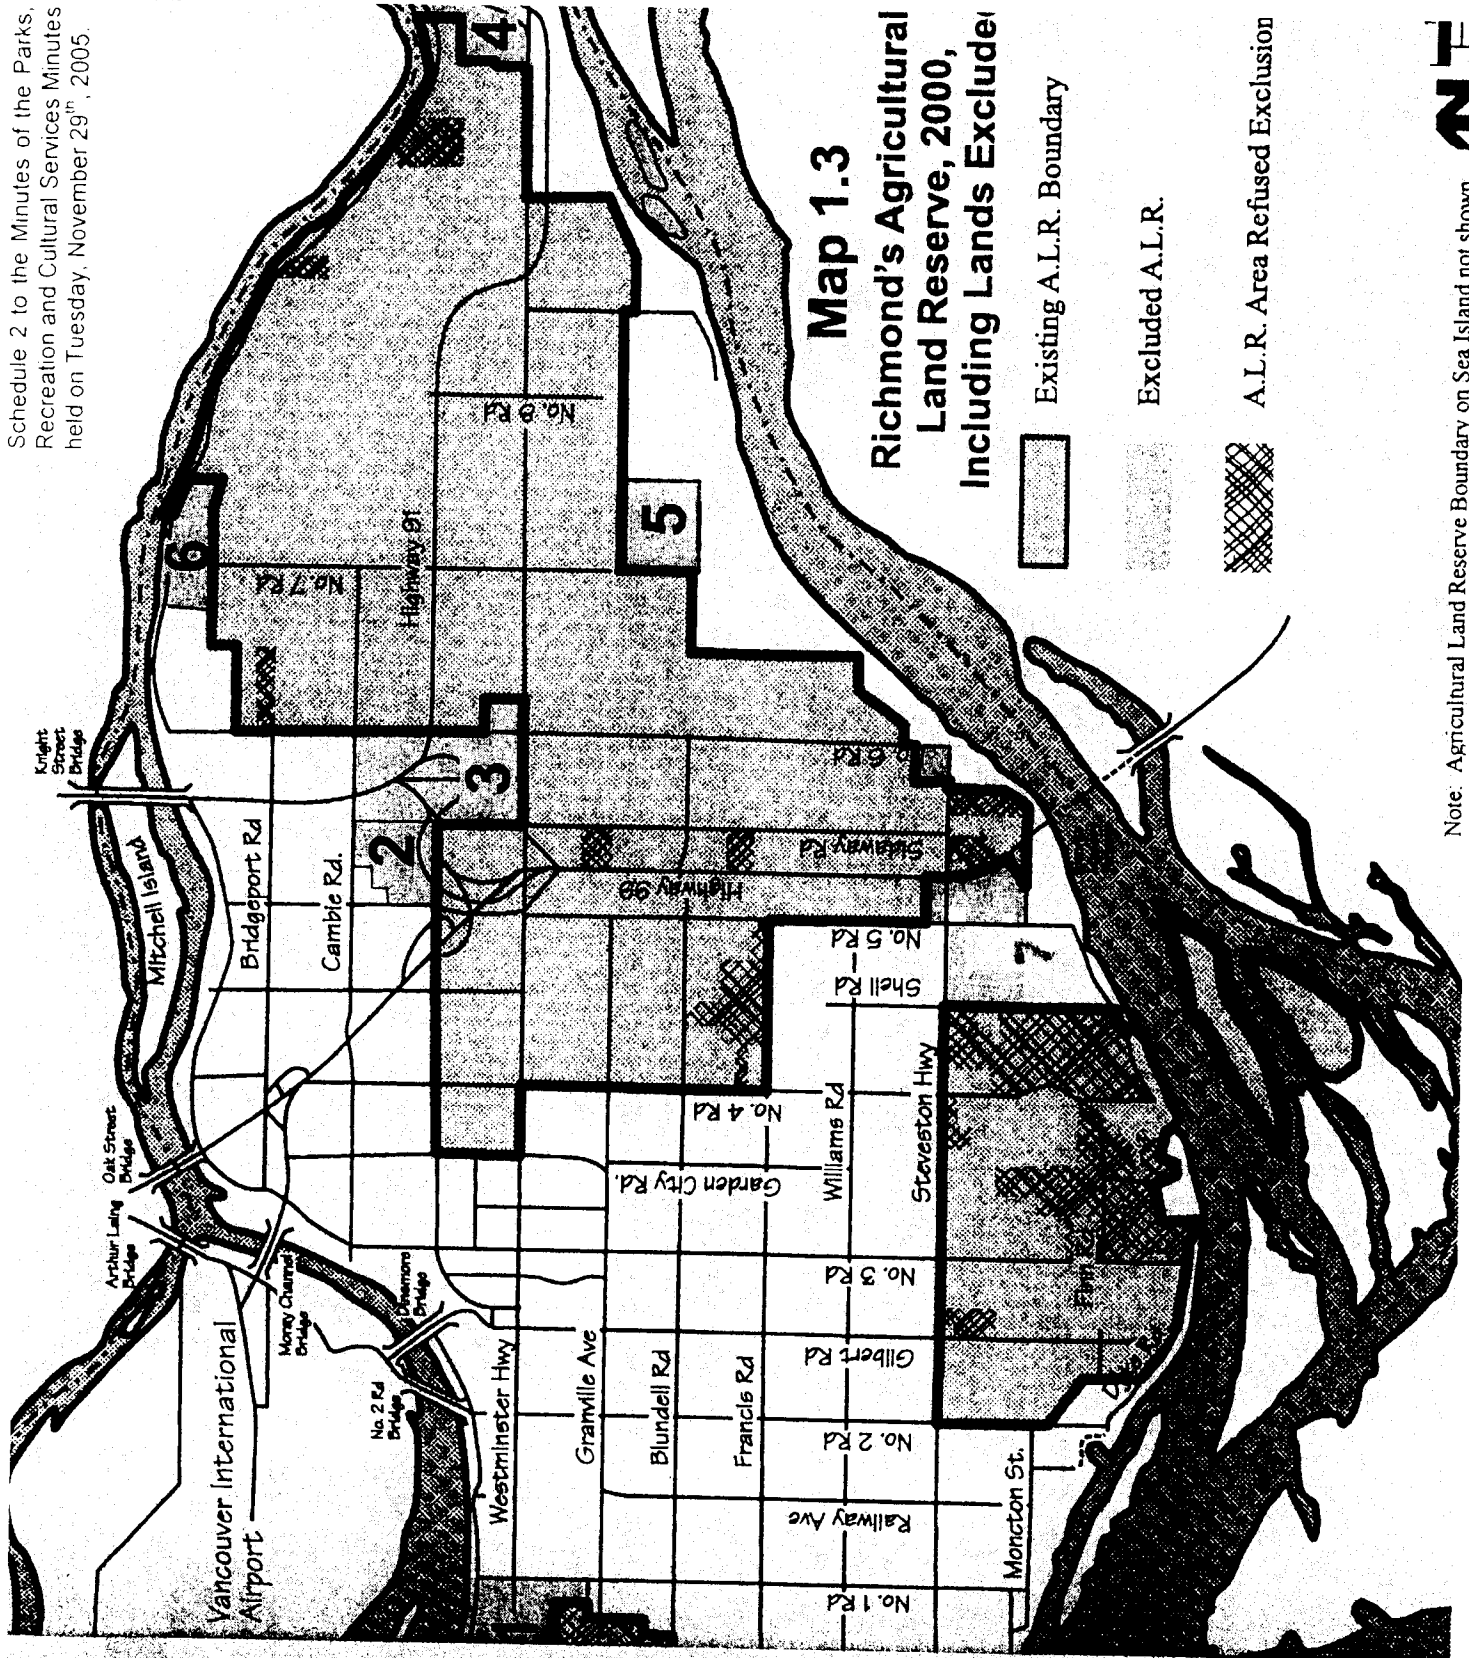 Schedule 2 to the Minutes of the Parks,
Recreation and Cultural Services Minutes
held on Tuesday, November 29th, 2005.
Map 1.3
Richmond's Agricultural
Land Reserve, 2000,
Including Lands Exclude
Existing A.L.R. Boundary
Excluded A.L.R.
A.L.R. Area Refused Exclusion
Note. Agricultural Land Reserve Boundary on Sea Island not shown
N
Knight
Street
Bridge
Mitchell Island
Oak Street
Bridge
Arthur Laing
Bridge
Moray Channel
Bridge
Dinsmore
Bridge
No. 2 Rd
Bridge
Vancouver International
Airport
Bridgeport Rd
Cambie Rd.
Westminster Hwy
Granville Ave
Blundell Rd
Francis Rd
Williams Rd
Steveston Hwy
Moncton St.
Finn Rd
No. 1 Rd
Railway Ave
No. 2 Rd
Gilbert Rd
No. 3 Rd
Garden City Rd.
No. 4 Rd
Shell Rd
No. 5 Rd
Highway 99
Sidaway Rd
6 Rd
No. 7 Rd
No. 8 Rd
Highway 91
2
3
4
5
6
7